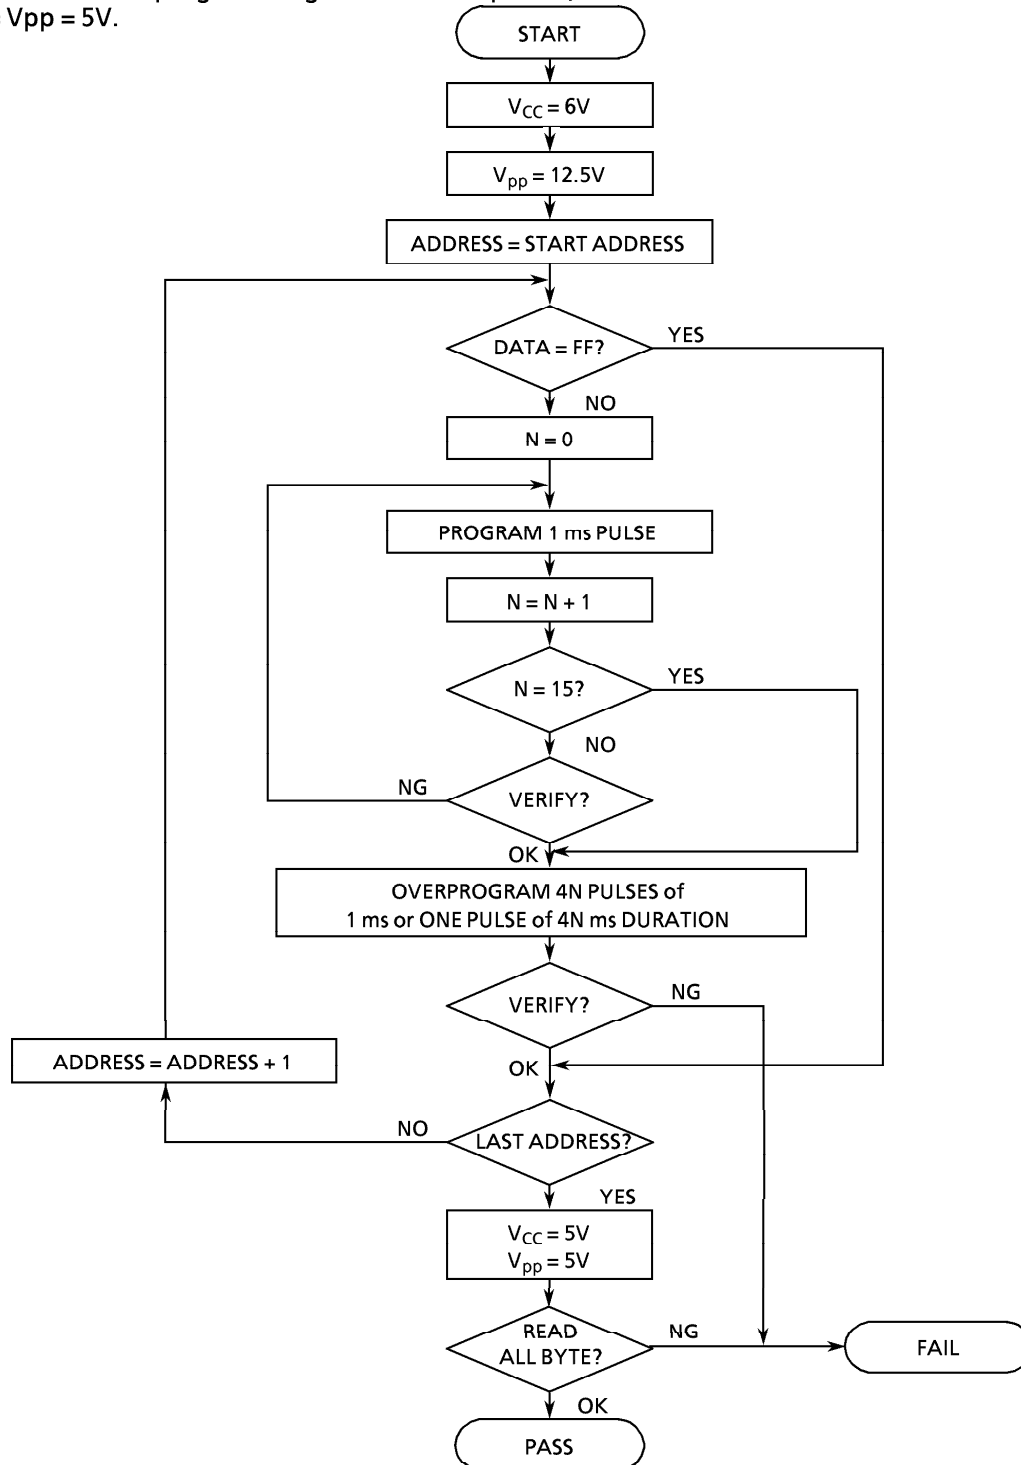 = Vpp = 5V.
START
VCC = 6V
Vpp = 12.5V
ADDRESS = START ADDRESS
DATA = FF?
YES
NO
N = 0
PROGRAM 1 ms PULSE
N = N + 1
N = 15?
YES
NO
VERIFY?
NG
OK
OVERPROGRAM 4N PULSES of
1 ms or ONE PULSE of 4N ms DURATION
VERIFY?
NG
ADDRESS = ADDRESS + 1
OK
NO
LAST ADDRESS?
YES
VCC = 5V
Vpp = 5V
READ
ALL BYTE?
NG
FAIL
OK
PASS